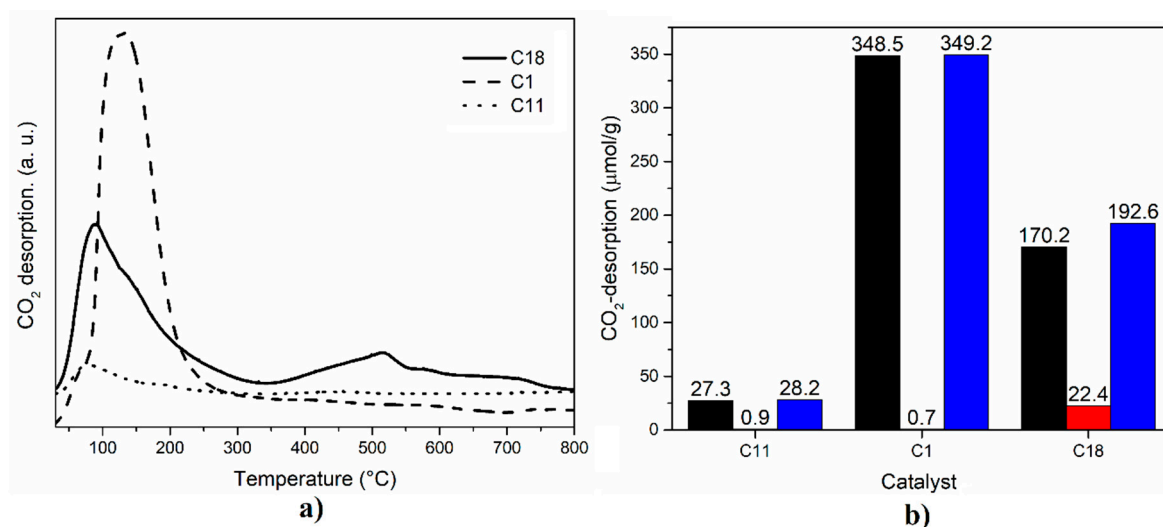 CO2 desorption. (a. u.)
C18
C1
C11
100 200 300 400 500 600 700 800
Temperature (°C)
a)
CO2-desorption (μmol/g)
350
300
250
200
150
100
50
0
27.3
0.9
28.2
348.5
0.7
349.2
170.2
22.4
192.6
C11 C1 C18
Catalyst
b)